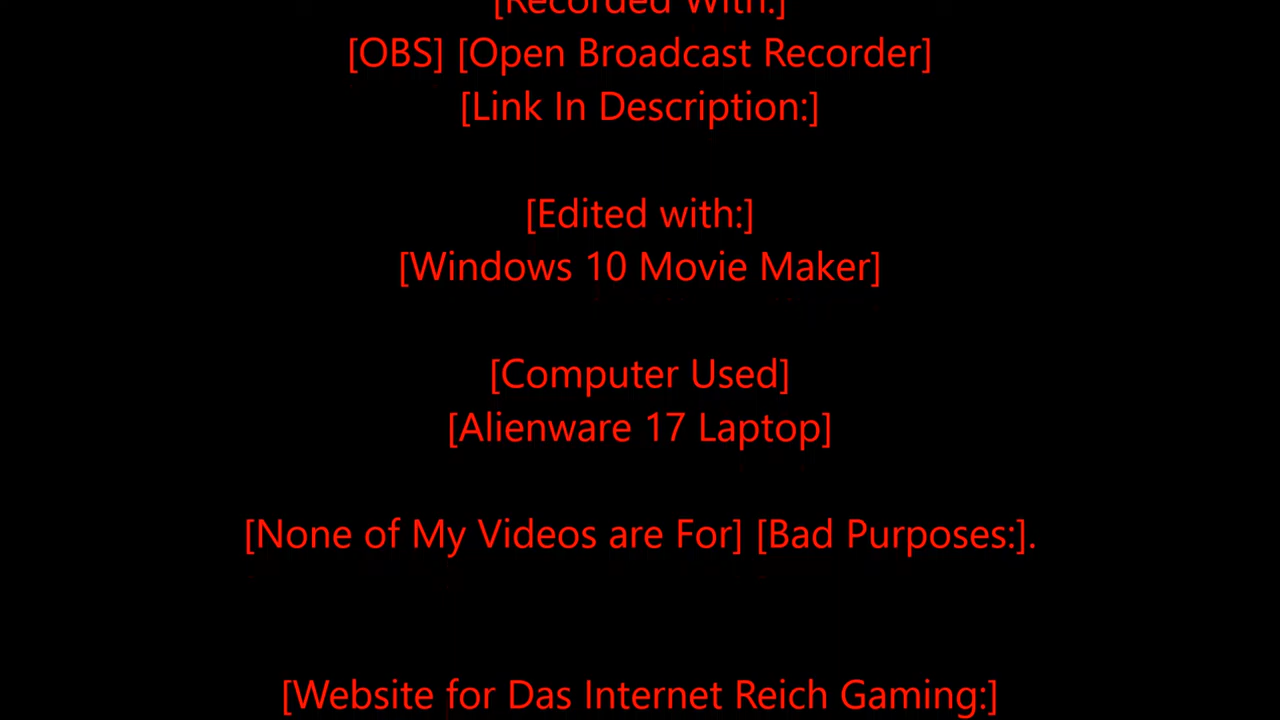 [Recorded With:]
[OBS] [Open Broadcast Recorder]
[Link In Description:]
[Edited with:]
[Windows 10 Movie Maker]
[Computer Used]
[Alienware 17 Laptop]
[None of My Videos are For] [Bad Purposes:].
[Website for Das Internet Reich Gaming:]